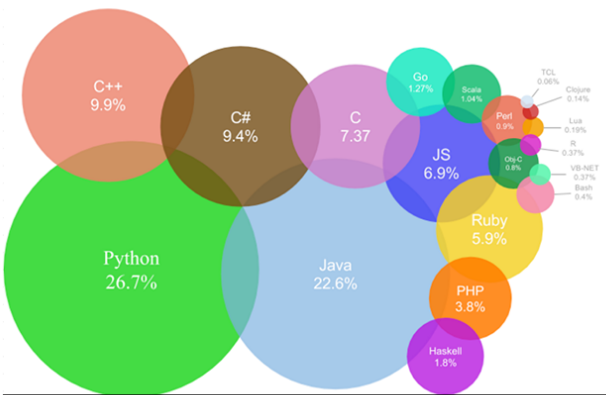 C++
9.9%
C#
9.4%
C
7.37
Go
1.27%
Scala
1.04%
Perl
0.9%
TCL
0.06%
Clojure
0.14%
Lua
0.19%
R
0.37%
VB-NET
0.37%
Bash
0.4%
Obj-C
0.8%
JS
6.9%
Ruby
5.9%
Python
26.7%
Java
22.6%
PHP
3.8%
Haskell
1.8%